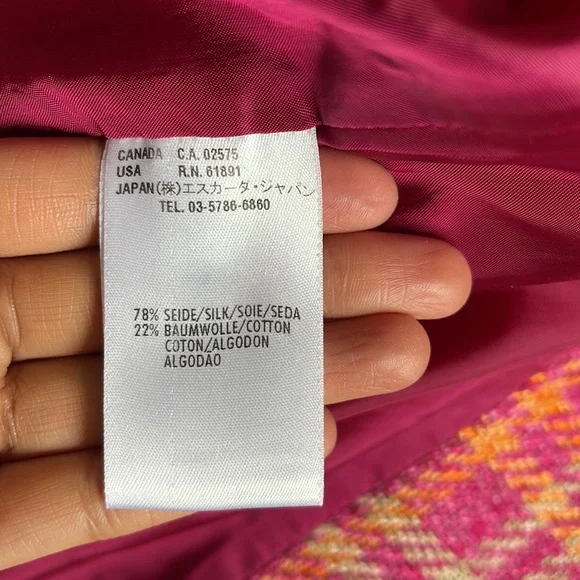 CANADA C.A. 02575
USA R.N. 61891
JAPAN(株)エスカーダ・ジャパン
TEL. 03-5786-6860
78% SEIDE/SILK/SOIE/SEDA
22% BAUMWOLLE/COTTON
COTON/ALGODON
ALGODAO